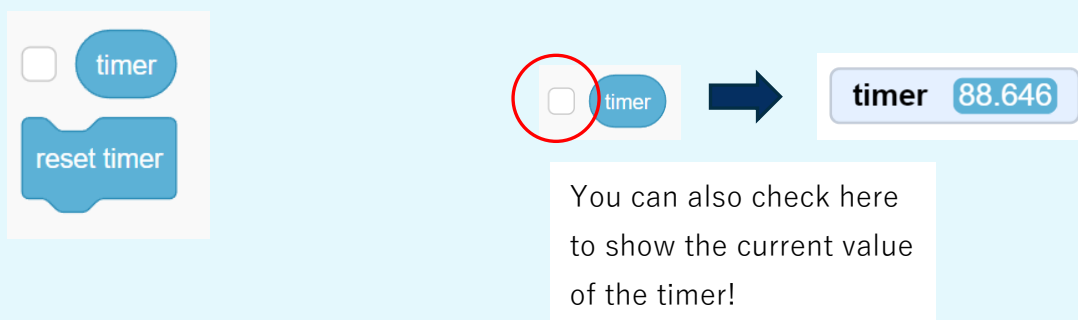 timer
reset timer
timer
timer 88.646
You can also check here
to show the current value
of the timer!